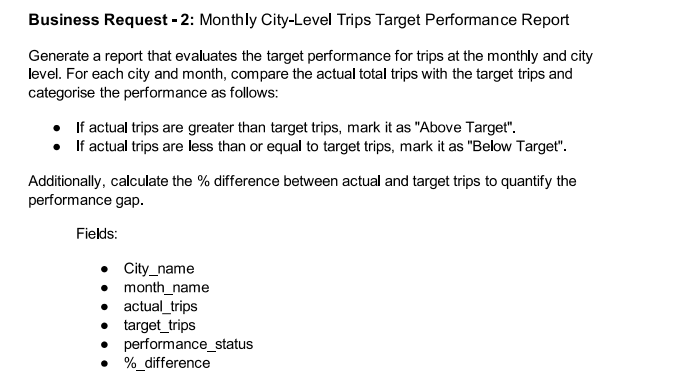 Business Request - 2: Monthly City-Level Trips Target Performance Report
Generate a report that evaluates the target performance for trips at the monthly and city
level. For each city and month, compare the actual total trips with the target trips and
categorise the performance as follows:
● If actual trips are greater than target trips, mark it as "Above Target".
● If actual trips are less than or equal to target trips, mark it as "Below Target".
Additionally, calculate the % difference between actual and target trips to quantify the
performance gap.
Fields:
● City_name
● month_name
● actual_trips
● target_trips
● performance_status
● %_difference